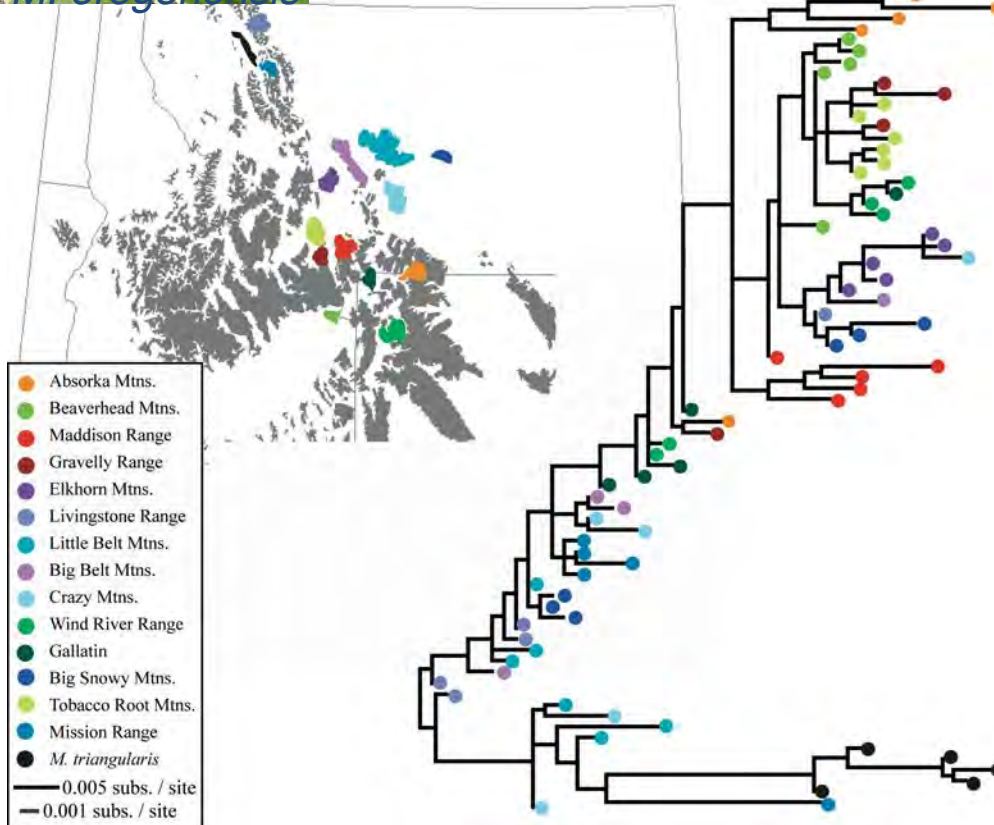 Absorka Mtns.
Beaverhead Mtns.
Maddison Range
Gravelly Range
Elkhorn Mtns.
Livingstone Range
Little Belt Mtns.
Big Belt Mtns.
Crazy Mtns.
Wind River Range
Gallatin
Big Snowy Mtns.
Tobacco Root Mtns.
Mission Range
M. triangularis
0.005 subs. / site
0.001 subs. / site